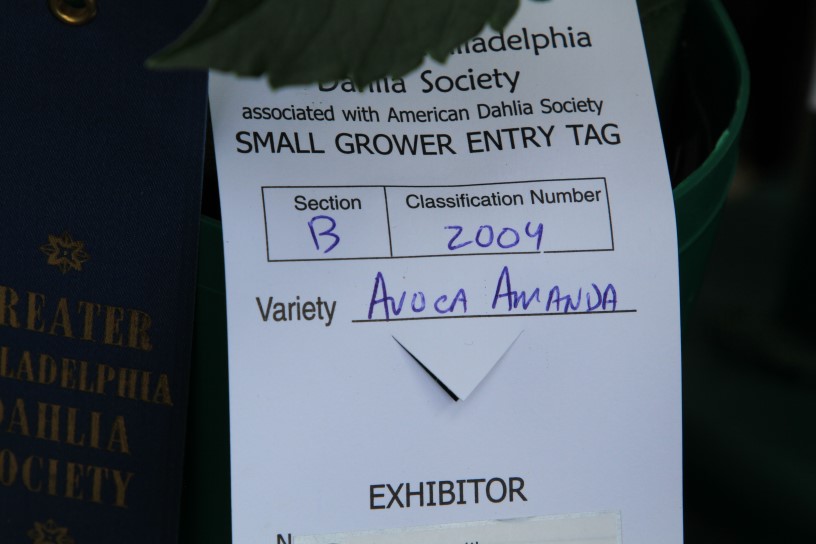 ladelphia
Dahlia Society
associated with American Dahlia Society
SMALL GROWER ENTRY TAG
Section
Classification Number
B
2004
Variety AVOCA AMANDA
EXHIBITOR
N
REATER
LADELPHIA
DAHLIA
OCIETY